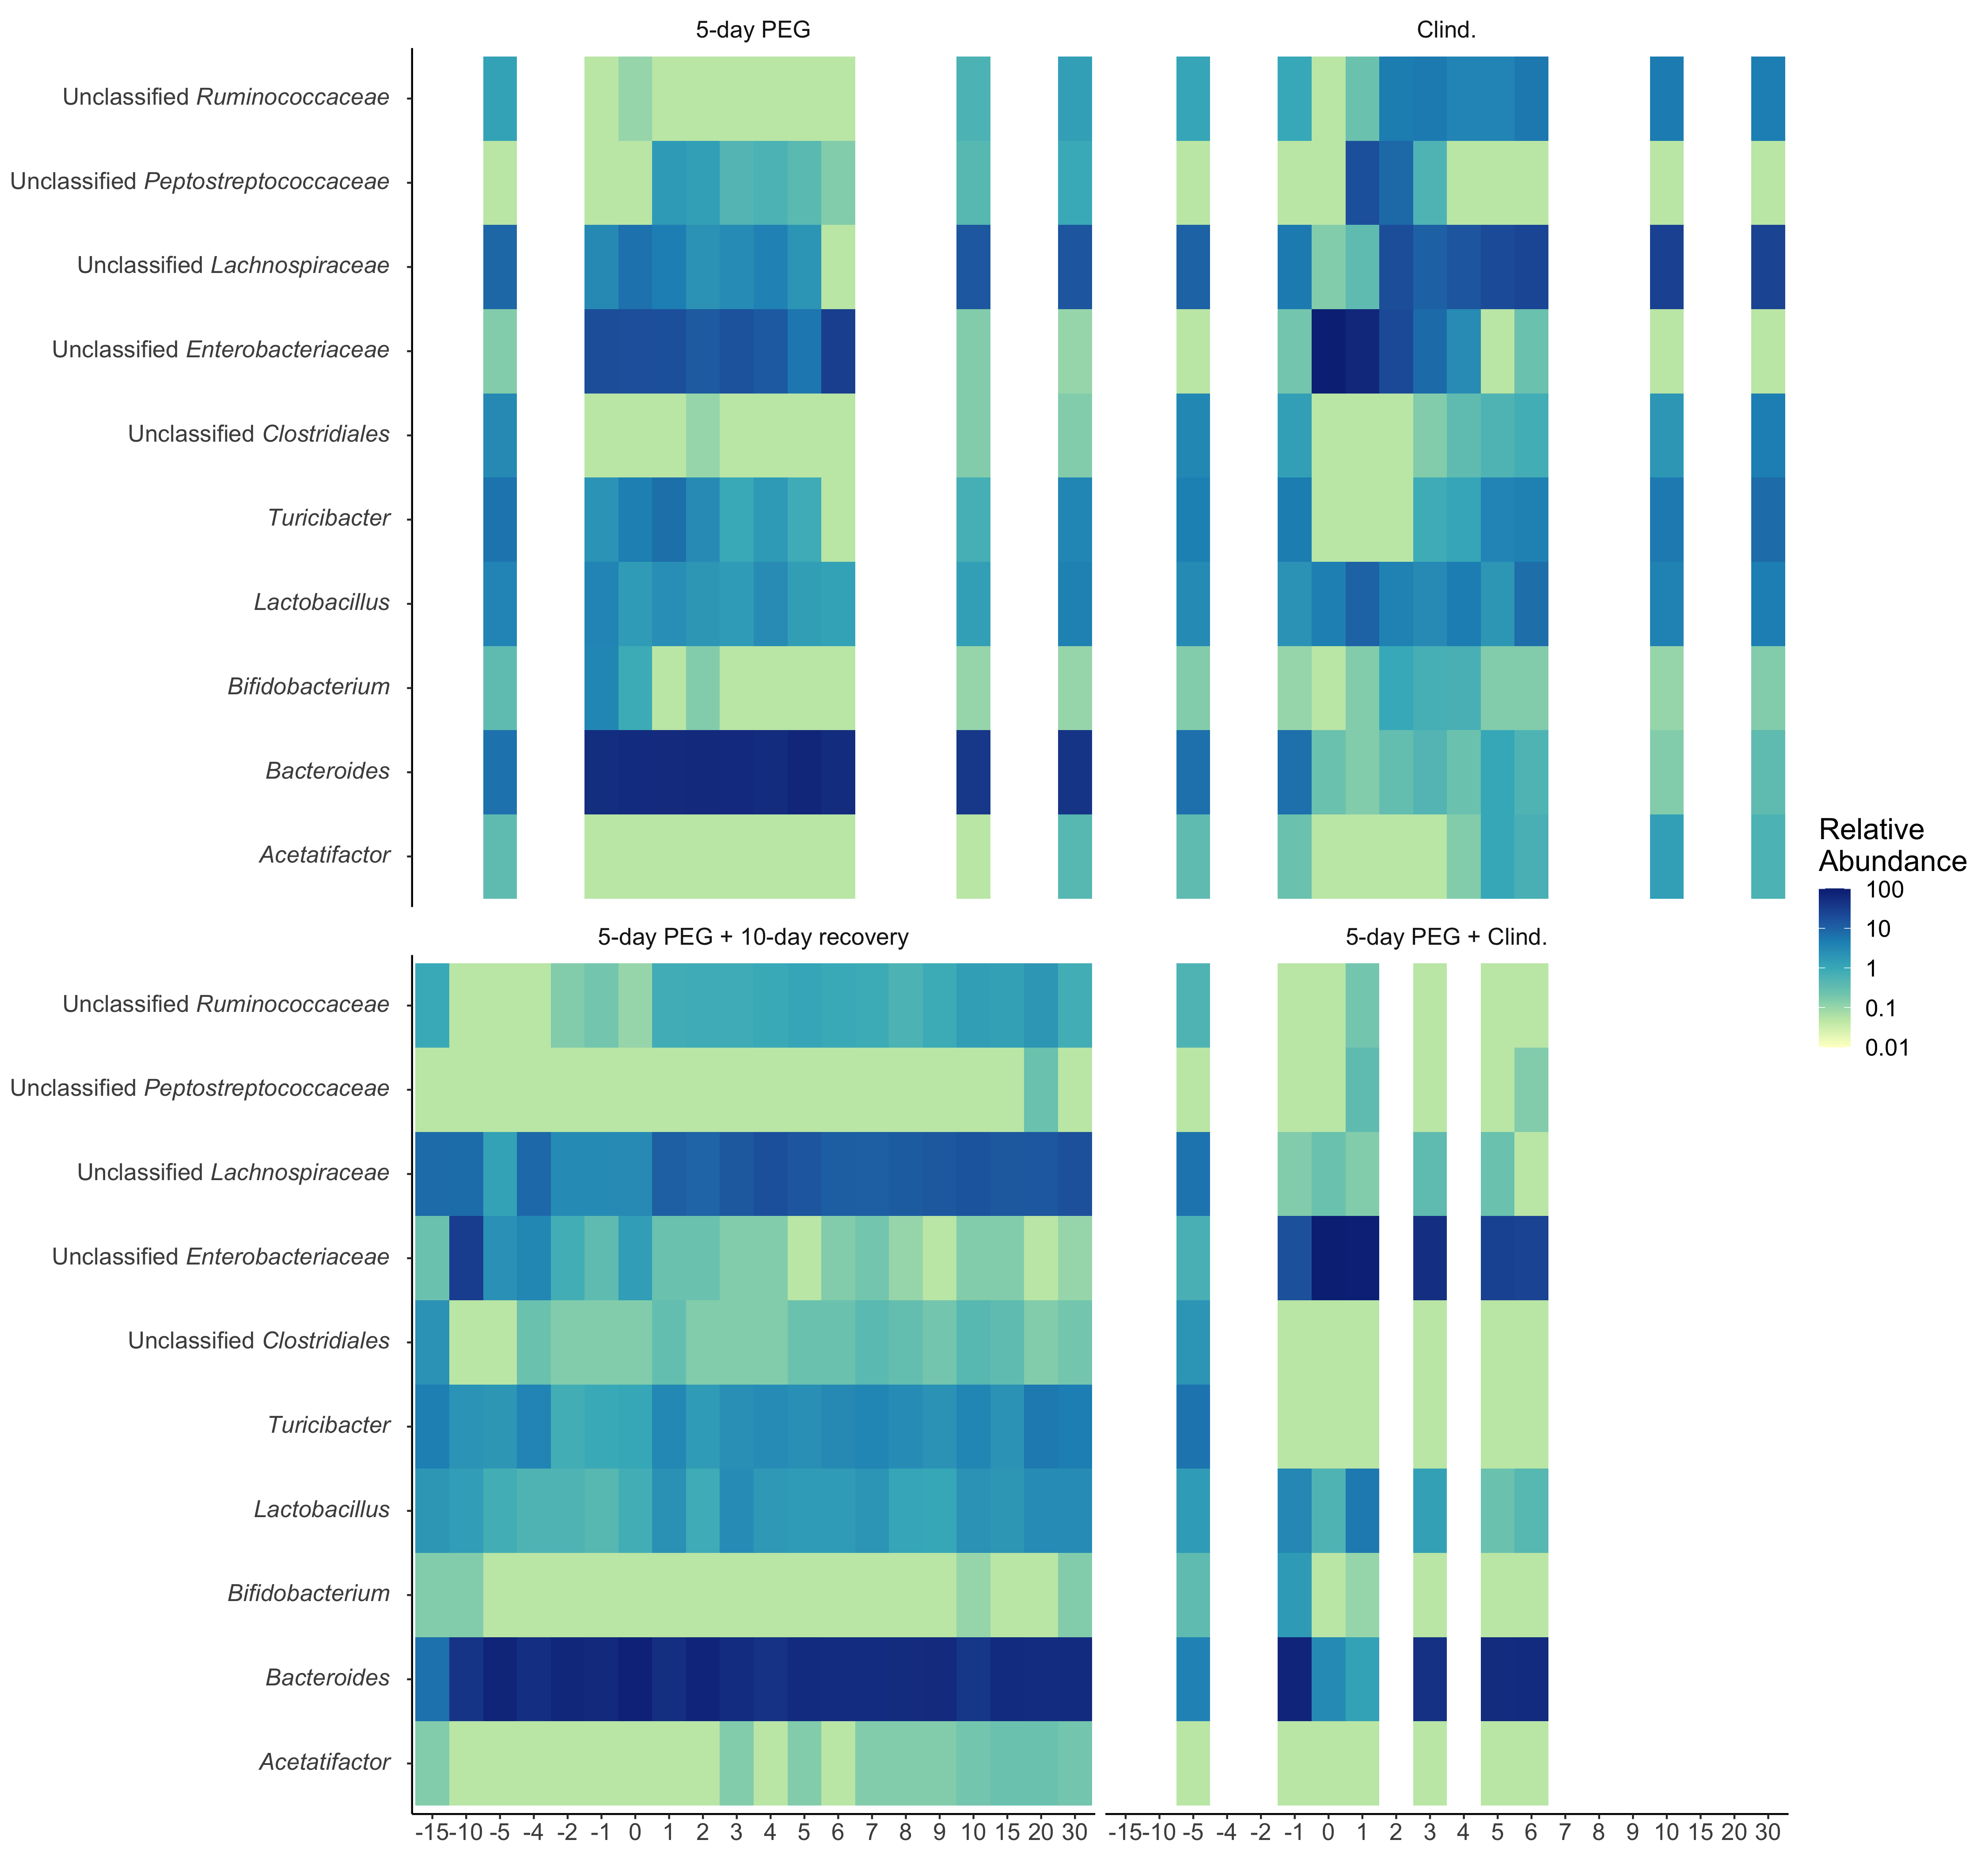 5-day PEG
Clind.
Unclassified Ruminococcaceae
Unclassified Peptostreptococcaceae
Unclassified Lachnospiraceae
Unclassified Enterobacteriaceae
Unclassified Clostridiales
Turicibacter
Lactobacillus
Bifidobacterium
Bacteroides
Acetatifactor
Relative
Abundance
100
10
1
0.1
0.01
5-day PEG + 10-day recovery
5-day PEG + Clind.
Unclassified Ruminococcaceae
Unclassified Peptostreptococcaceae
Unclassified Lachnospiraceae
Unclassified Enterobacteriaceae
Unclassified Clostridiales
Turicibacter
Lactobacillus
Bifidobacterium
Bacteroides
Acetatifactor
-15 -10 -5 -4 -2 -1 0 1 2 3 4 5 6 7 8 9 10 15 20 30
-15 -10 -5 -4 -2 -1 0 1 2 3 4 5 6 7 8 9 10 15 20 30